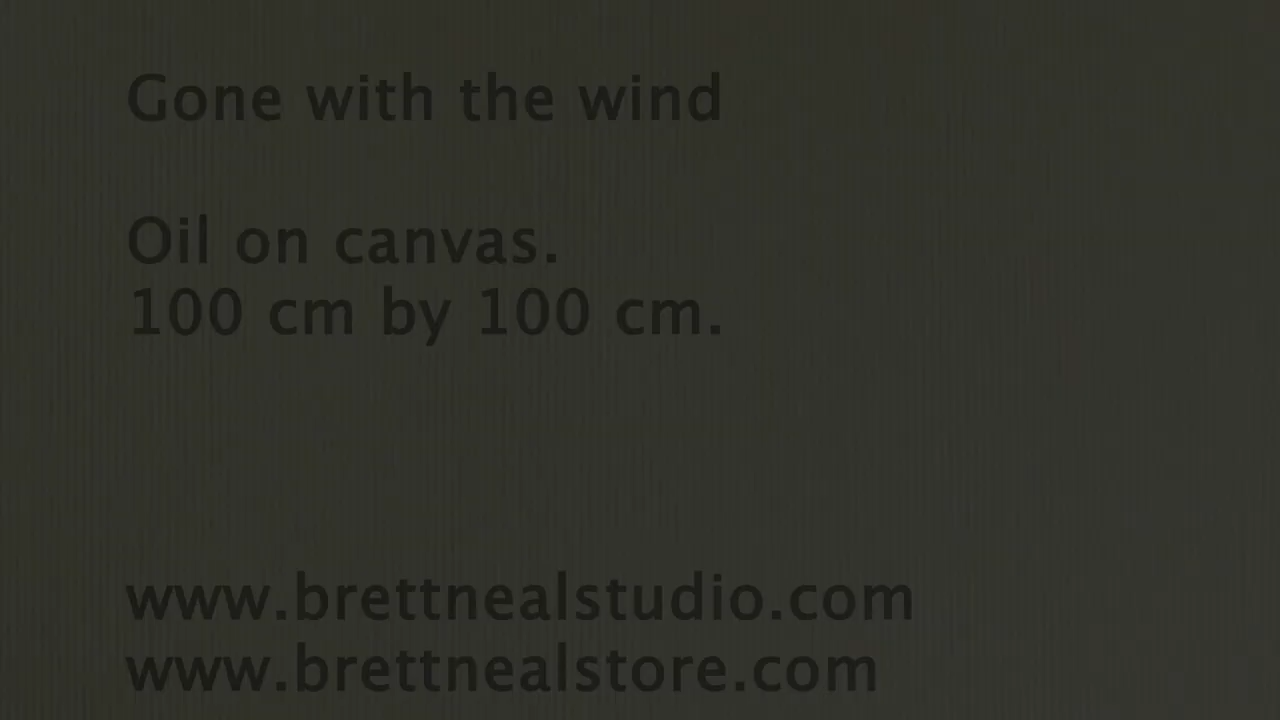 Gone with the wind
Oil on canvas.
100 cm by 100 cm.
www.brettnealstudio.com
www.brettnealstore.com